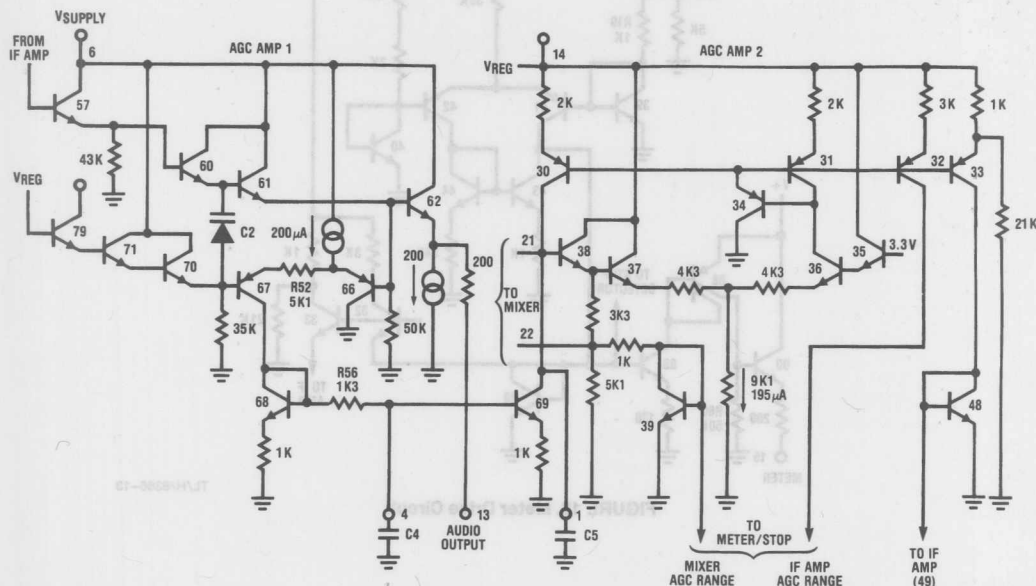 VSUPPLY
6
AGC AMP 1
FROM
IF AMP
57
43K
60
61
62
VREG
79
71
70
C2
200μA
67
R52
5K1
66
200
200
35K
50K
68
R56
1K3
69
1K
1K
4
C4
13
AUDIO
OUTPUT
1
C5
14
VREG
AGC AMP 2
2K
2K
3K
1K
30
31
32
33
34
21K
21
38
37
35
3.3V
36
4K3
4K3
TO
MIXER
3K3
22
1K
5K1
9K1
195μA
39
48
TO
METER/STOP
MIXER
AGC RANGE
IF AMP
AGC RANGE
TO IF
AMP
(49)